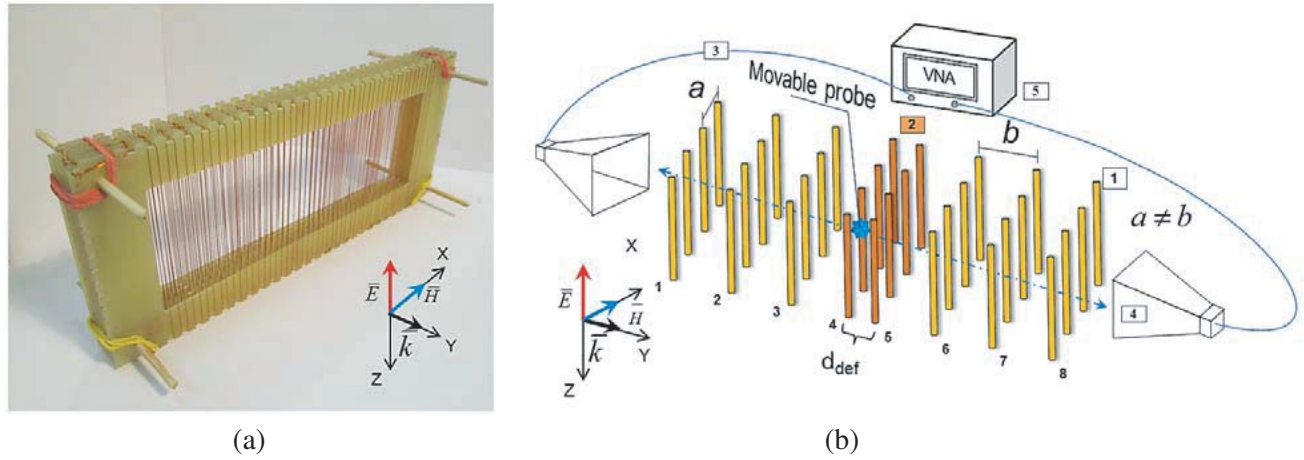 X
E̅
H̅
k̅
Y
Z
(a)
VNA
3
5
Movable probe
a
2
b
1
a ≠ b
X
E̅
H̅
k̅
Y
Z
1
2
3
4
5
6
7
8
4
d_def
(b)